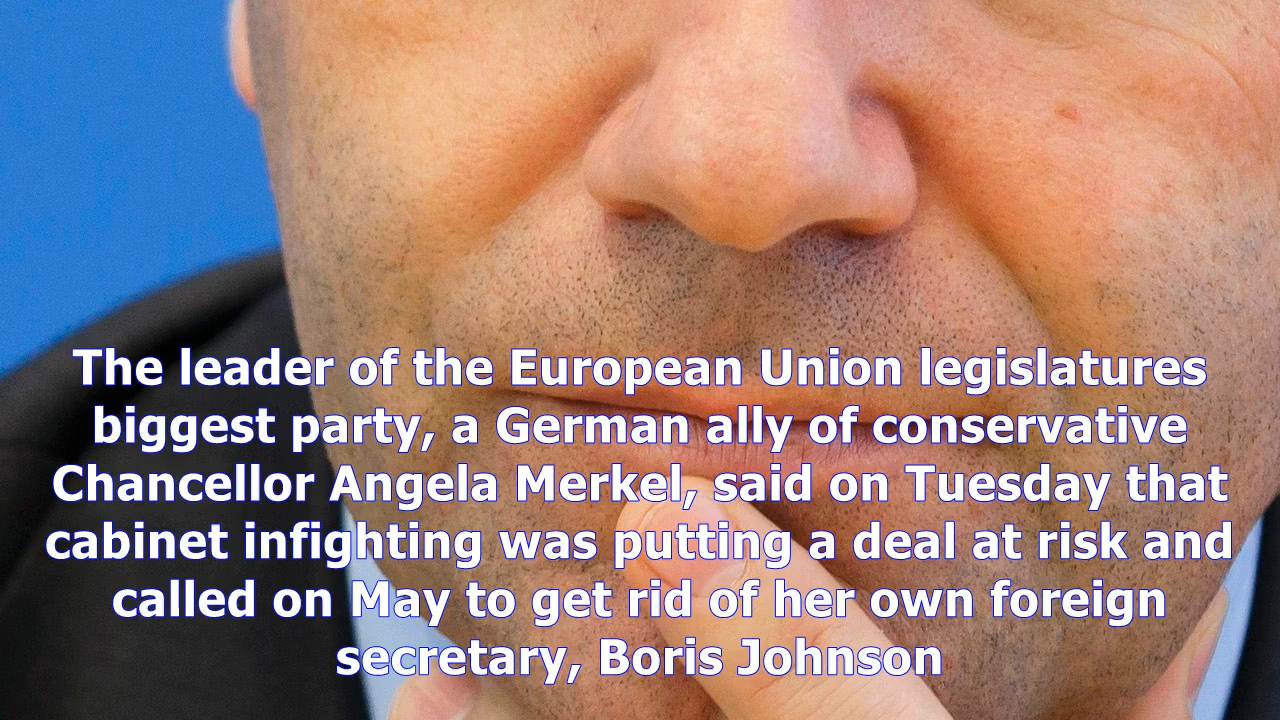 The leader of the European Union legislatures
biggest party, a German ally of conservative
Chancellor Angela Merkel, said on Tuesday that
cabinet infighting was putting a deal at risk and
called on May to get rid of her own foreign
secretary, Boris Johnson